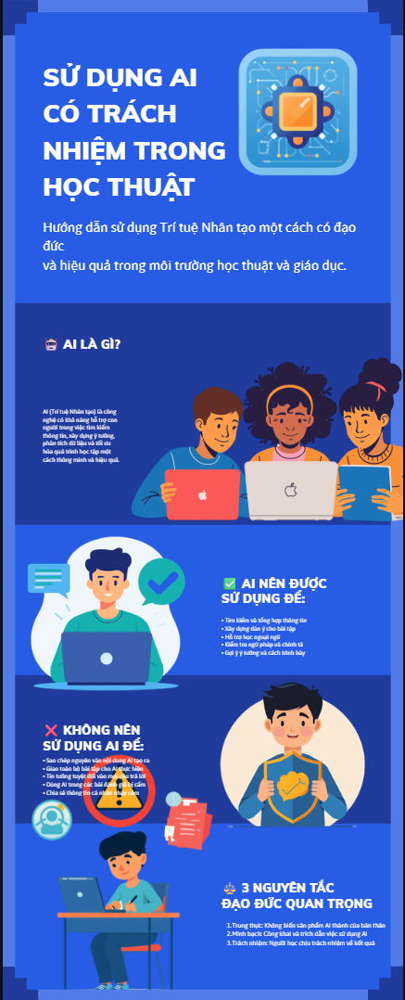 SỬ DỤNG AI
CÓ TRÁCH
NHIỆM TRONG
HỌC THUẬT
Hướng dẫn sử dụng Trí tuệ Nhân tạo một cách có đạo
đức
và hiệu quả trong môi trường học thuật và giáo dục.
AI LÀ GÌ?
AI (Trí tuệ Nhân tạo) là công
nghệ có khả năng hỗ trợ con
người trong việc tìm kiếm
thông tin, xây dựng ý tưởng,
phân tích dữ liệu và tối ưu
hóa quá trình học tập một
cách thông minh và hiệu quả.
✅ AI NÊN ĐƯỢC
SỬ DỤNG ĐỂ:
• Tìm kiếm và tổng hợp thông tin
• Xây dựng dàn ý cho bài tập
• Hỗ trợ học ngoại ngữ
• Kiểm tra ngữ pháp và chính tả
• Gợi ý ý tưởng và cách trình bày
❌ KHÔNG NÊN
SỬ DỤNG AI ĐỂ:
• Sao chép nguyên văn nội dung AI tạo ra
• Giao toàn bộ bài tập cho AI thực hiện
• Tin tưởng tuyệt đối vào mọi câu trả lời
• Dùng AI trong các bài đánh giá bị cấm
• Chia sẻ thông tin cá nhân nhạy cảm
⚖️ 3 NGUYÊN TẮC
ĐẠO ĐỨC QUAN TRỌNG
1.Trung thực: Không biến sản phẩm AI thành của bản thân
2.Minh bạch: Công khai và trích dẫn việc sử dụng AI
3.Trách nhiệm: Người học chịu trách nhiệm về kết quả